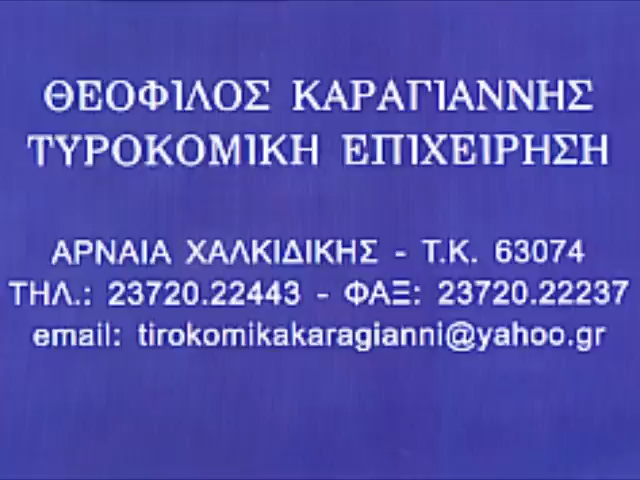 ΘΕΟΦΙΛΟΣ ΚΑΡΑΓΙΑΝΝΗΣ
ΤΥΡΟΚΟΜΙΚΗ ΕΠΙΧΕΙΡΗΣΗ
ΑΡΝΑΙΑ ΧΑΛΚΙΔΙΚΗΣ - Τ.Κ. 63074
ΤΗΛ.: 23720.22443 - ΦΑΞ: 23720.22237
email: tirokomikakaragianni@yahoo.gr